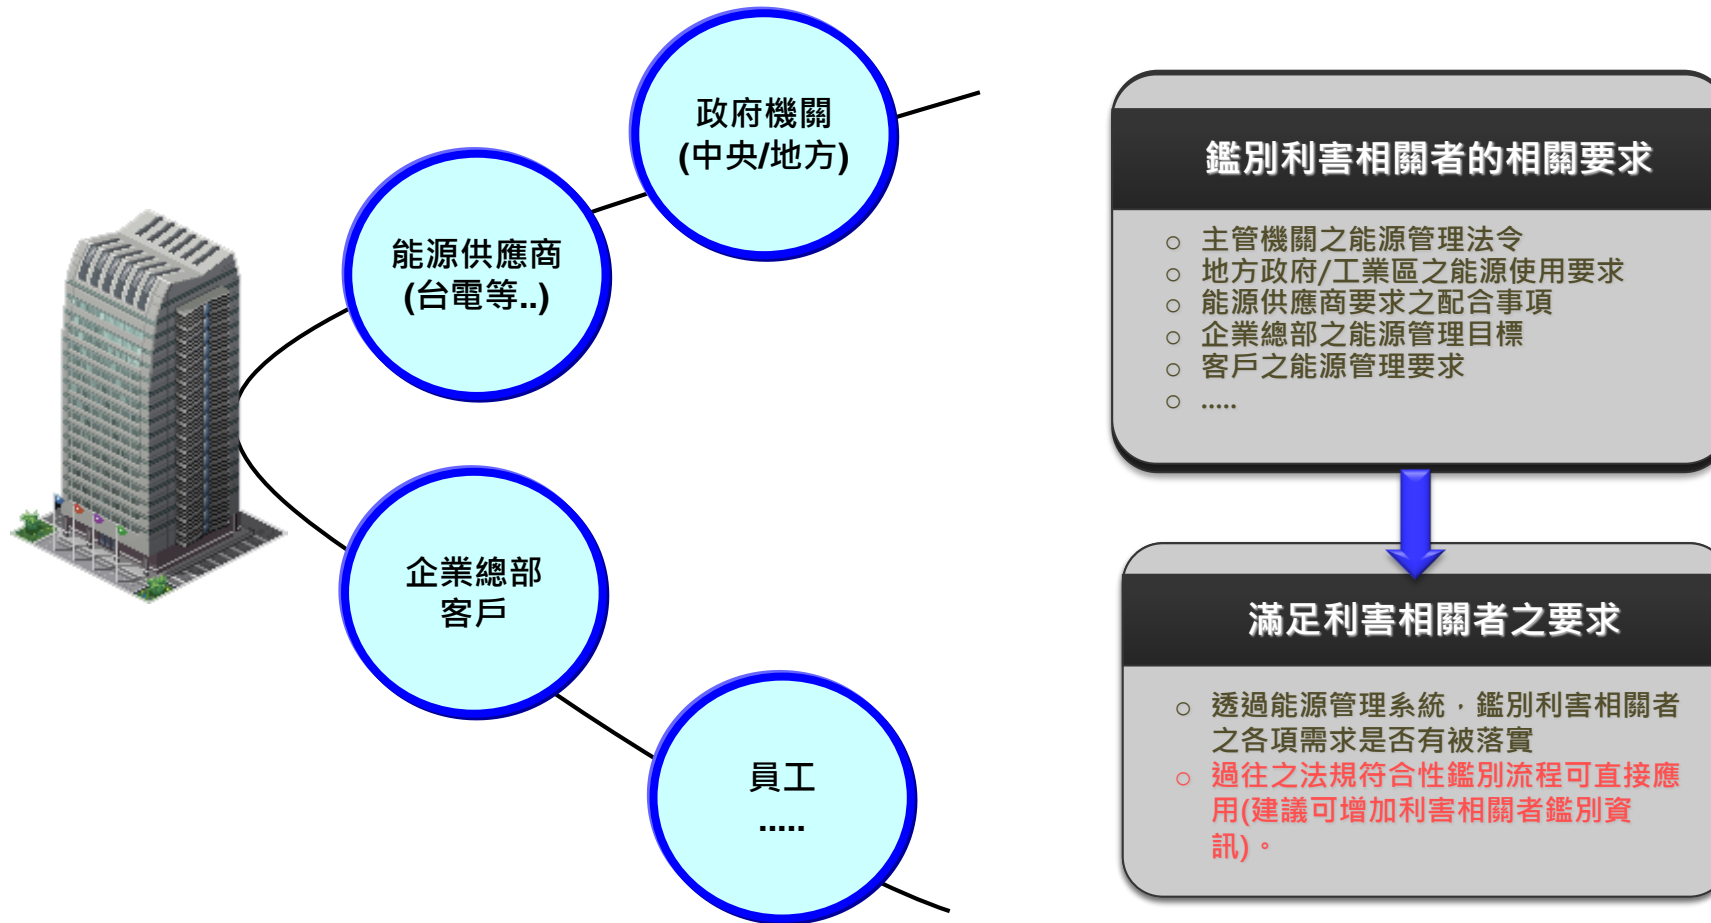 政府機關
(中央/地方)
能源供應商
(台電等..)
企業總部
客戶
員工
.....
鑑別利害相關者的相關要求
○ 主管機關之能源管理法令
○ 地方政府/工業區之能源使用要求
○ 能源供應商要求之配合事項
○ 企業總部之能源管理目標
○ 客戶之能源管理要求
○ .....
滿足利害相關者之要求
○ 透過能源管理系統，鑑別利害相關者
之各項需求是否有被落實
○ 過往之法規符合性鑑別流程可直接應
用(建議可增加利害相關者鑑別資
訊)。